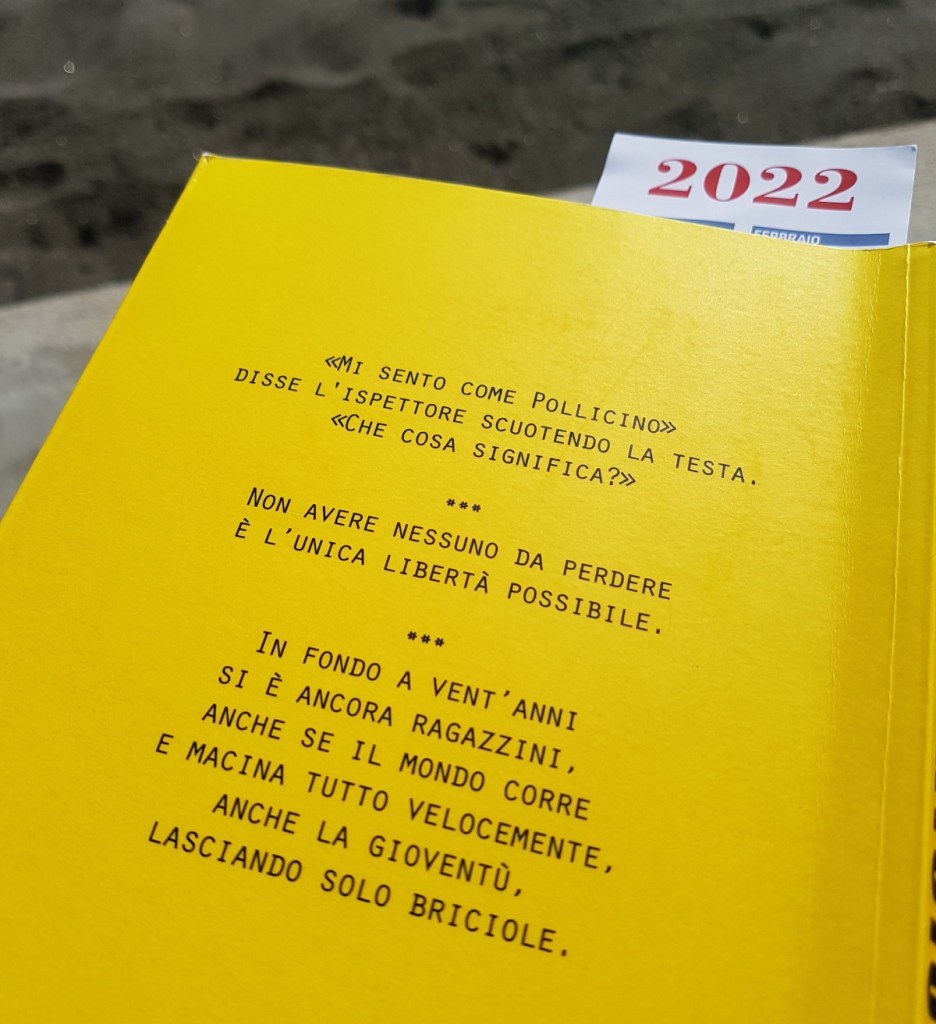 2022
FEBBRAIO
«MI SENTO COME POLLICINO»
DISSE L'ISPETTORE SCUOTENDO LA TESTA.
«CHE COSA SIGNIFICA?»
***
NON AVERE NESSUNO DA PERDERE
È L'UNICA LIBERTÀ POSSIBILE.
***
IN FONDO A VENT'ANNI
SI È ANCORA RAGAZZINI,
ANCHE SE IL MONDO CORRE
E MACINA TUTTO VELOCEMENTE,
ANCHE LA GIOVENTÙ,
LASCIANDO SOLO BRICIOLE.